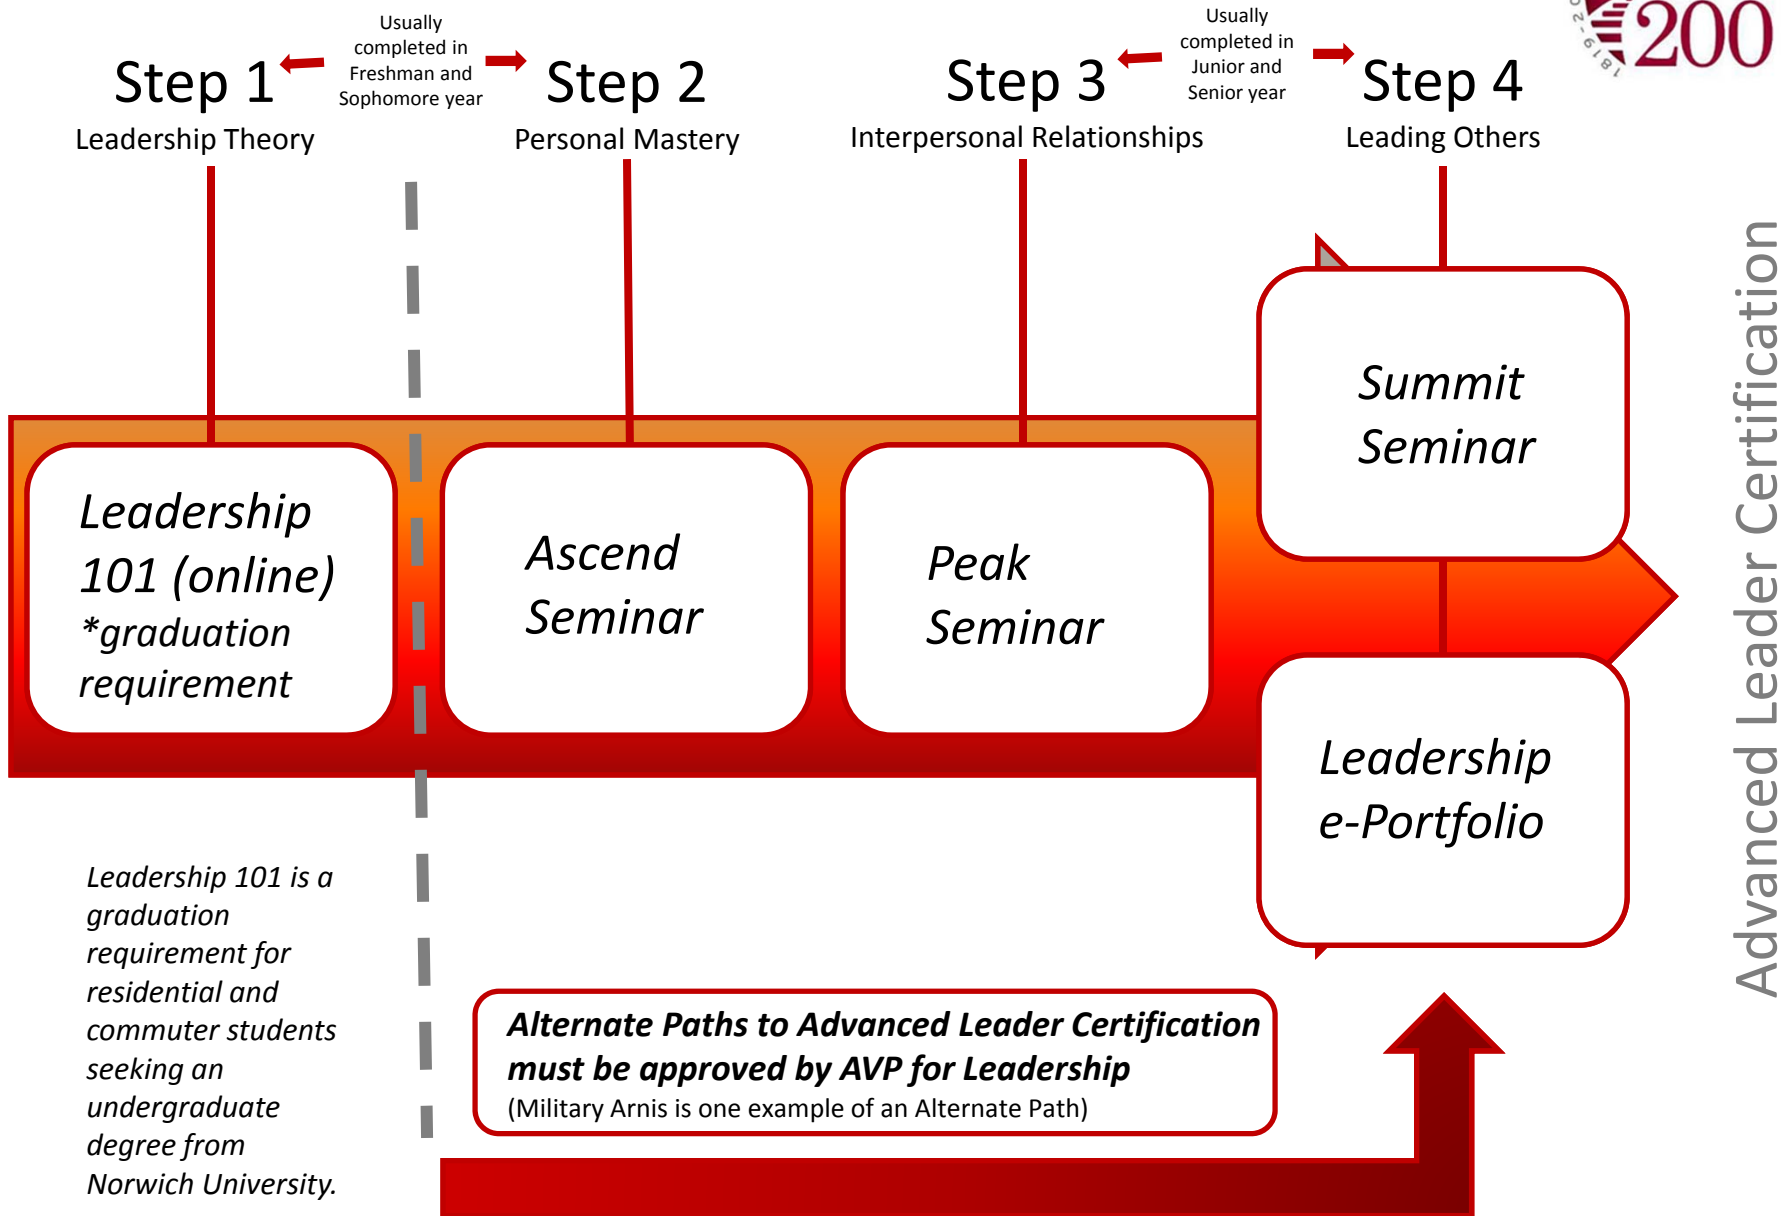 Usually
completed in
Freshman and
Sophomore year
Usually
completed in
Junior and
Senior year
200
Step 1
Step 2
Step 3
Step 4
Leadership Theory
Personal Mastery
Interpersonal Relationships
Leading Others
Leadership
101 (online)
*graduation
requirement
Ascend
Seminar
Peak
Seminar
Summit
Seminar
Leadership
e-Portfolio
Advanced Leader Certification
Leadership 101 is a
graduation
requirement for
residential and
commuter students
seeking an
undergraduate
degree from
Norwich University.
Alternate Paths to Advanced Leader Certification
must be approved by AVP for Leadership
(Military Arnis is one example of an Alternate Path)